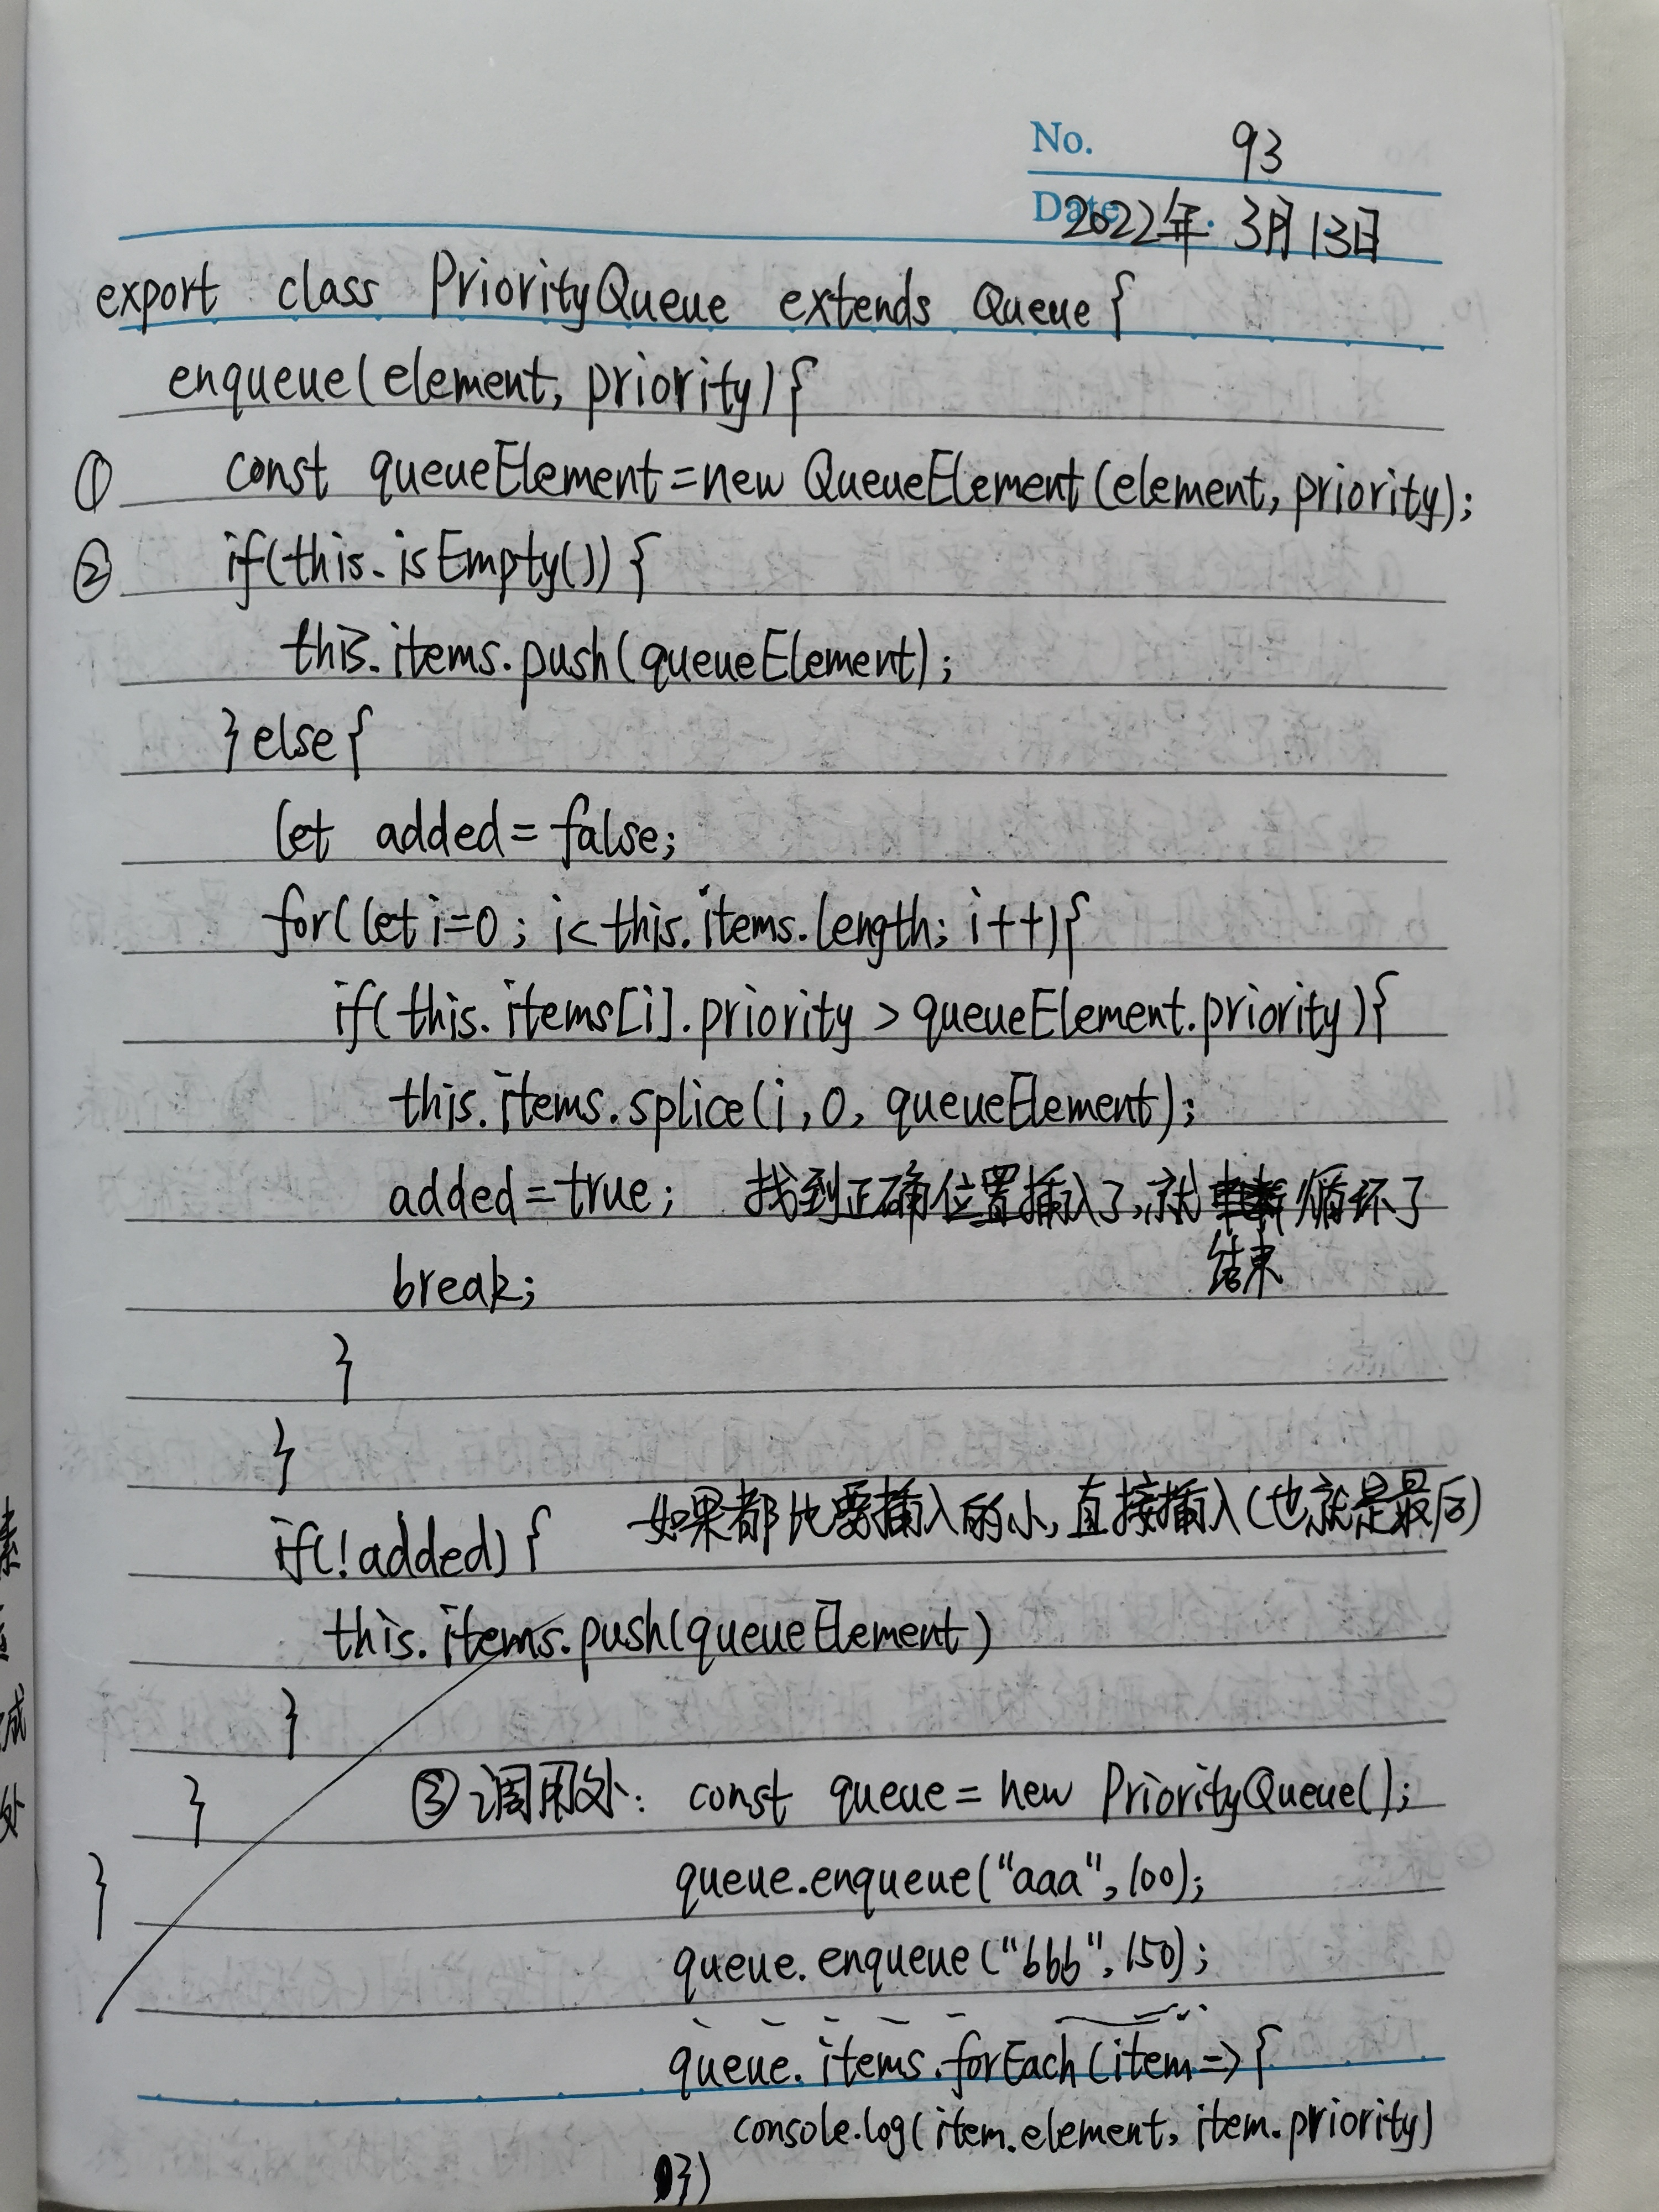 No. 93
Date 2022年 3月13日
export class PriorityQueue extends Queue{
enqueue(element, priority){
① const queueElement=new QueueElement(element, priority);
② if(this.isEmpty()){
this.items.push(queueElement);
}else{
let added=false;
for(let i=0; i<this.items.length; i++){
if(this.items[i].priority > queueElement.priority){
this.items.splice(i,0,queueElement);
added=true; 找到正确位置插入了,就结束循环了
break;
}
}
if(!added){ 如果都比要插入的小,直接插入(也就是最后)
this.items.push(queueElement)
}
} ③调用处: const queue=new PriorityQueue();
} queue.enqueue("aaa",100);
queue.enqueue("bbb",150);
queue.items.forEach(item=>{
console.log(item.element, item.priority)
})
素
成
处